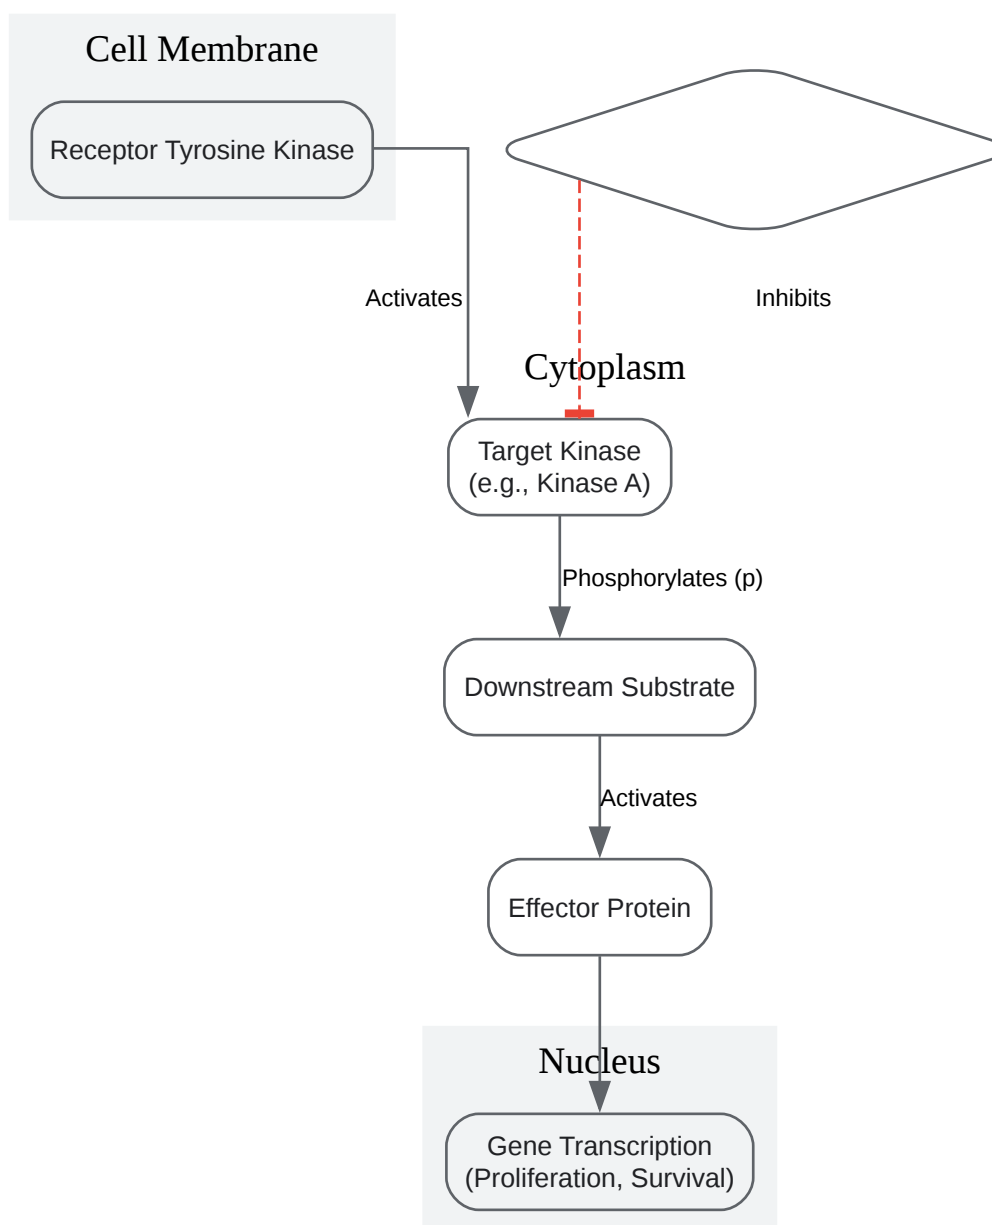 Cell Membrane
Receptor Tyrosine Kinase
Activates
Inhibits
Cytoplasm
Target Kinase
(e.g., Kinase A)
Phosphorylates (p)
Downstream Substrate
Activates
Effector Protein
Nucleus
Gene Transcription
(Proliferation, Survival)